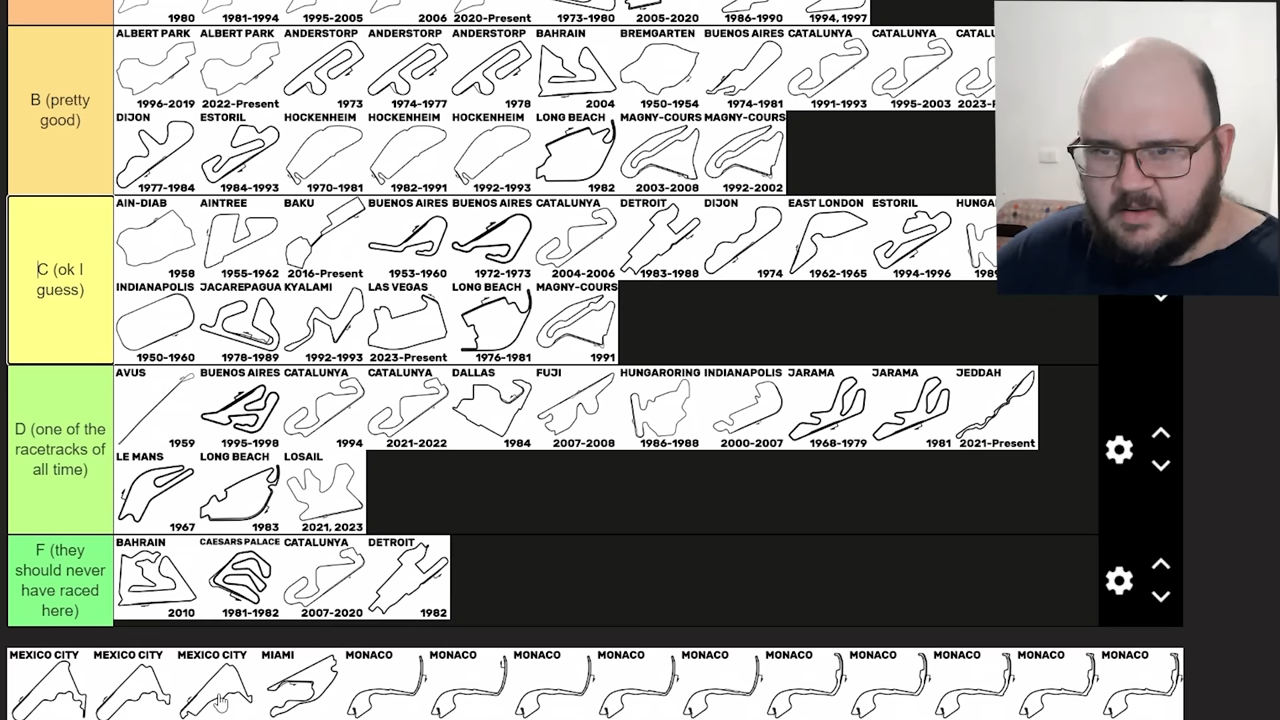 1980 1981-1994 1995-2005 2006 2020-Present 1973-1980 2005-2020 1986-1990 1994, 1997
B (pretty
good)
ALBERT PARK ALBERT PARK ANDERSTORP ANDERSTORP ANDERSTORP BAHRAIN BREMGARTEN BUENOS AIRES CATALUNYA CATALUNYA CATALU
1996-2019 2022-Present 1973 1974-1977 1978 2004 1950-1954 1974-1981 1991-1993 1995-2003 2023-P
DIJON ESTORIL HOCKENHEIM HOCKENHEIM HOCKENHEIM LONG BEACH MAGNY-COURS MAGNY-COURS
1977-1984 1984-1993 1970-1981 1982-1991 1992-1993 1982 2003-2008 1992-2002
C (ok I
guess)
AIN-DIAB AINTREE BAKU BUENOS AIRES BUENOS AIRES CATALUNYA DETROIT DIJON EAST LONDON ESTORIL HUNGA
1958 1955-1962 2016-Present 1953-1960 1972-1973 2004-2006 1983-1988 1974 1962-1965 1994-1996 1989
INDIANAPOLIS JACAREPAGUA KYALAMI LAS VEGAS LONG BEACH MAGNY-COURS
1950-1960 1978-1989 1992-1993 2023-Present 1976-1981 1991
D (one of the
racetracks of
all time)
AVUS BUENOS AIRES CATALUNYA CATALUNYA DALLAS FUJI HUNGARORING INDIANAPOLIS JARAMA JARAMA JEDDAH
1959 1995-1998 1994 2021-2022 1984 2007-2008 1986-1988 2000-2007 1968-1979 1981 2021-Present
LE MANS LONG BEACH LOSAIL
1967 1983 2021, 2023
F (they
should never
have raced
here)
BAHRAIN CAESARS PALACE CATALUNYA DETROIT
2010 1981-1982 2007-2020 1982
MEXICO CITY MEXICO CITY MEXICO CITY MIAMI MONACO MONACO MONACO MONACO MONACO MONACO MONACO MONACO MONACO MONACO